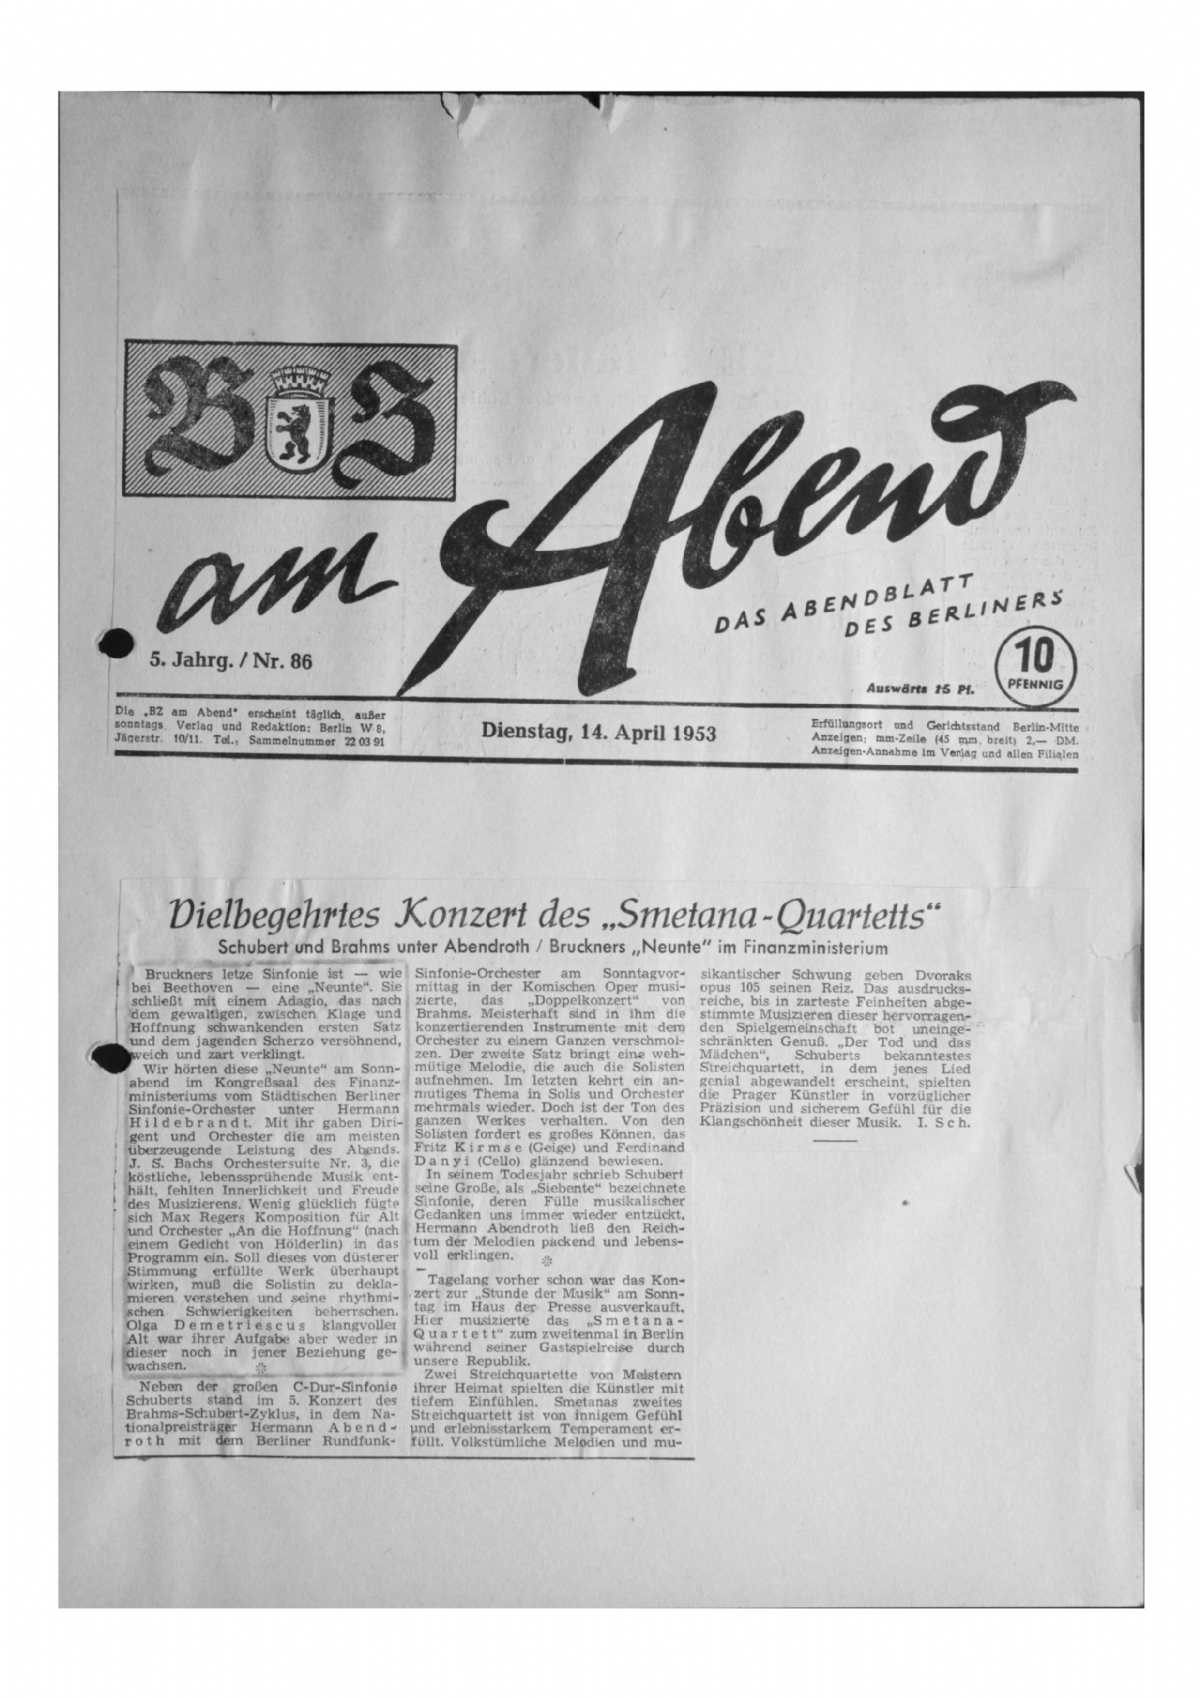 BZ
am Abend
DAS ABENDBLATT
DES BERLINERS
5. Jahrg. / Nr. 86
10
PFENNIG
Auswärts 15 Pf.
Die „BZ am Abend" erscheint täglich, außer
sonntags Verlag und Redaktion: Berlin W 8,
Jägerstr. 10/11. Tel.: Sammelnummer 22 03 91
Dienstag, 14. April 1953
Erfüllungsort und Gerichtsstand Berlin-Mitte
Anzeigen: mm-Zeile (45 mm breit) 2,— DM.
Anzeigen-Annahme im Verlag und allen Filialen
Vielbegehrtes Konzert des „Smetana-Quartetts"
Schubert und Brahms unter Abendroth / Bruckners „Neunte" im Finanzministerium
Bruckners letze Sinfonie ist — wie
bei Beethoven — eine „Neunte". Sie
schließt mit einem Adagio, das nach
dem gewaltigen, zwischen Klage und
Hoffnung schwankenden ersten Satz
und dem jagenden Scherzo versöhnend,
weich und zart verklingt.
Wir hörten diese „Neunte" am Sonn-
abend im Kongreßsaal des Finanz-
ministeriums vom Städtischen Berliner
Sinfonie-Orchester unter Hermann
Hildebrandt. Mit ihr gaben Diri-
gent und Orchester die am meisten
überzeugende Leistung des Abends.
J. S. Bachs Orchestersuite Nr. 3, die
köstliche, lebenssprühende Musik ent-
hält, fehlten Innerlichkeit und Freude
des Musizierens. Wenig glücklich fügte
sich Max Regers Komposition für Alt
und Orchester „An die Hoffnung" (nach
einem Gedicht von Hölderlin) in das
Programm ein. Soll dieses von düsterer
Stimmung erfüllte Werk überhaupt
wirken, muß die Solistin zu dekla-
mieren verstehen und seine rhythmi-
schen Schwierigkeiten beherrschen.
Olga Demetriescus klangvoller
Alt war ihrer Aufgabe aber weder in
dieser noch in jener Beziehung ge-
wachsen. *
Neben der großen C-Dur-Sinfonie
Schuberts stand im 5. Konzert des
Brahms-Schubert-Zyklus, in dem Na-
tionalpreisträger Hermann Abend-
roth mit dem Berliner Rundfunk-
Sinfonie-Orchester am Sonntagvor-
mittag in der Komischen Oper musi-
zierte, das „Doppelkonzert" von
Brahms. Meisterhaft sind in ihm die
konzertierenden Instrumente mit dem
Orchester zu einem Ganzen verschmol-
zen. Der zweite Satz bringt eine weh-
mütige Melodie, die auch die Solisten
aufnehmen. Im letzten kehrt ein an-
mutiges Thema in Solis und Orchester
mehrmals wieder. Doch ist der Ton des
ganzen Werkes verhalten. Von den
Solisten fordert es großes Können, das
Fritz Kirmse (Geige) und Ferdinand
Danyi (Cello) glänzend bewiesen.
In seinem Todesjahr schrieb Schubert
seine Große, als „Siebente" bezeichnete
Sinfonie, deren Fülle musikalischer
Gedanken uns immer wieder entzückt.
Hermann Abendroth ließ den Reich-
tum der Melodien packend und lebens-
voll erklingen. *
Tagelang vorher schon war das Kon-
zert zur „Stunde der Musik" am Sonn-
tag im Haus der Presse ausverkauft.
Hier musizierte das „Smetana-
Quartett" zum zweitenmal in Berlin
während seiner Gastspielreise durch
unsere Republik.
Zwei Streichquartette von Meistern
ihrer Heimat spielten die Künstler mit
tiefem Einfühlen. Smetanas zweites
Streichquartett ist von innigem Gefühl
und erlebnisstarkem Temperament er-
füllt. Volkstümliche Melodien und mu-
sikantischer Schwung geben Dvoraks
opus 105 seinen Reiz. Das ausdrucks-
reiche, bis in zarteste Feinheiten abge-
stimmte Musizieren dieser hervorragen-
den Spielgemeinschaft bot uneinge-
schränkten Genuß. „Der Tod und das
Mädchen", Schuberts bekanntestes
Streichquartett, in dem jenes Lied
genial abgewandelt erscheint, spielten
die Prager Künstler in vorzüglicher
Präzision und sicherem Gefühl für die
Klangschönheit dieser Musik. I. Sch.